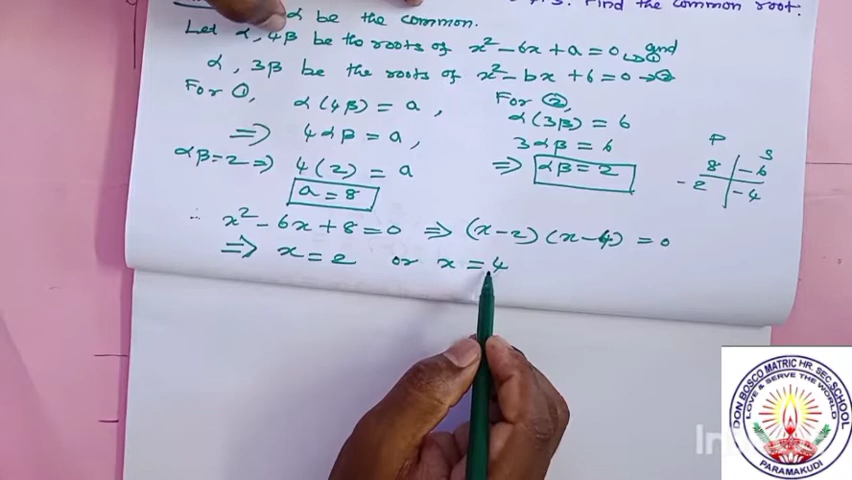 Find the common root.
α be the common.
Let α, 4β be the roots of x² - 6x + a = 0 → ① and
α, 3β be the roots of x² - bx + 6 = 0 → ②
For ①, For ②,
α(4β) = a, α(3β) = 6
⇒ 4αβ = a, 3αβ = 6
αβ = 2 ⇒ 4(2) = a ⇒ αβ = 2
a = 8
P S
8 -6
-2 -4
∴ x² - 6x + 8 = 0 ⇒ (x-2)(x-4) = 0
⇒ x = 2 or x = 4
DON BOSCO MATRIC HR. SEC. SCHOOL
LOVE & SERVE THE WORLD
PARAMAKUDI